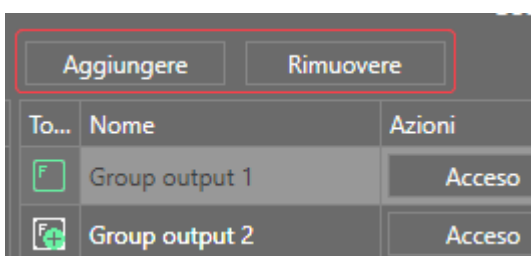 Aggiungere Rimuovere
To... Nome Azioni
F Group output 1 Acceso
F Group output 2 Acceso